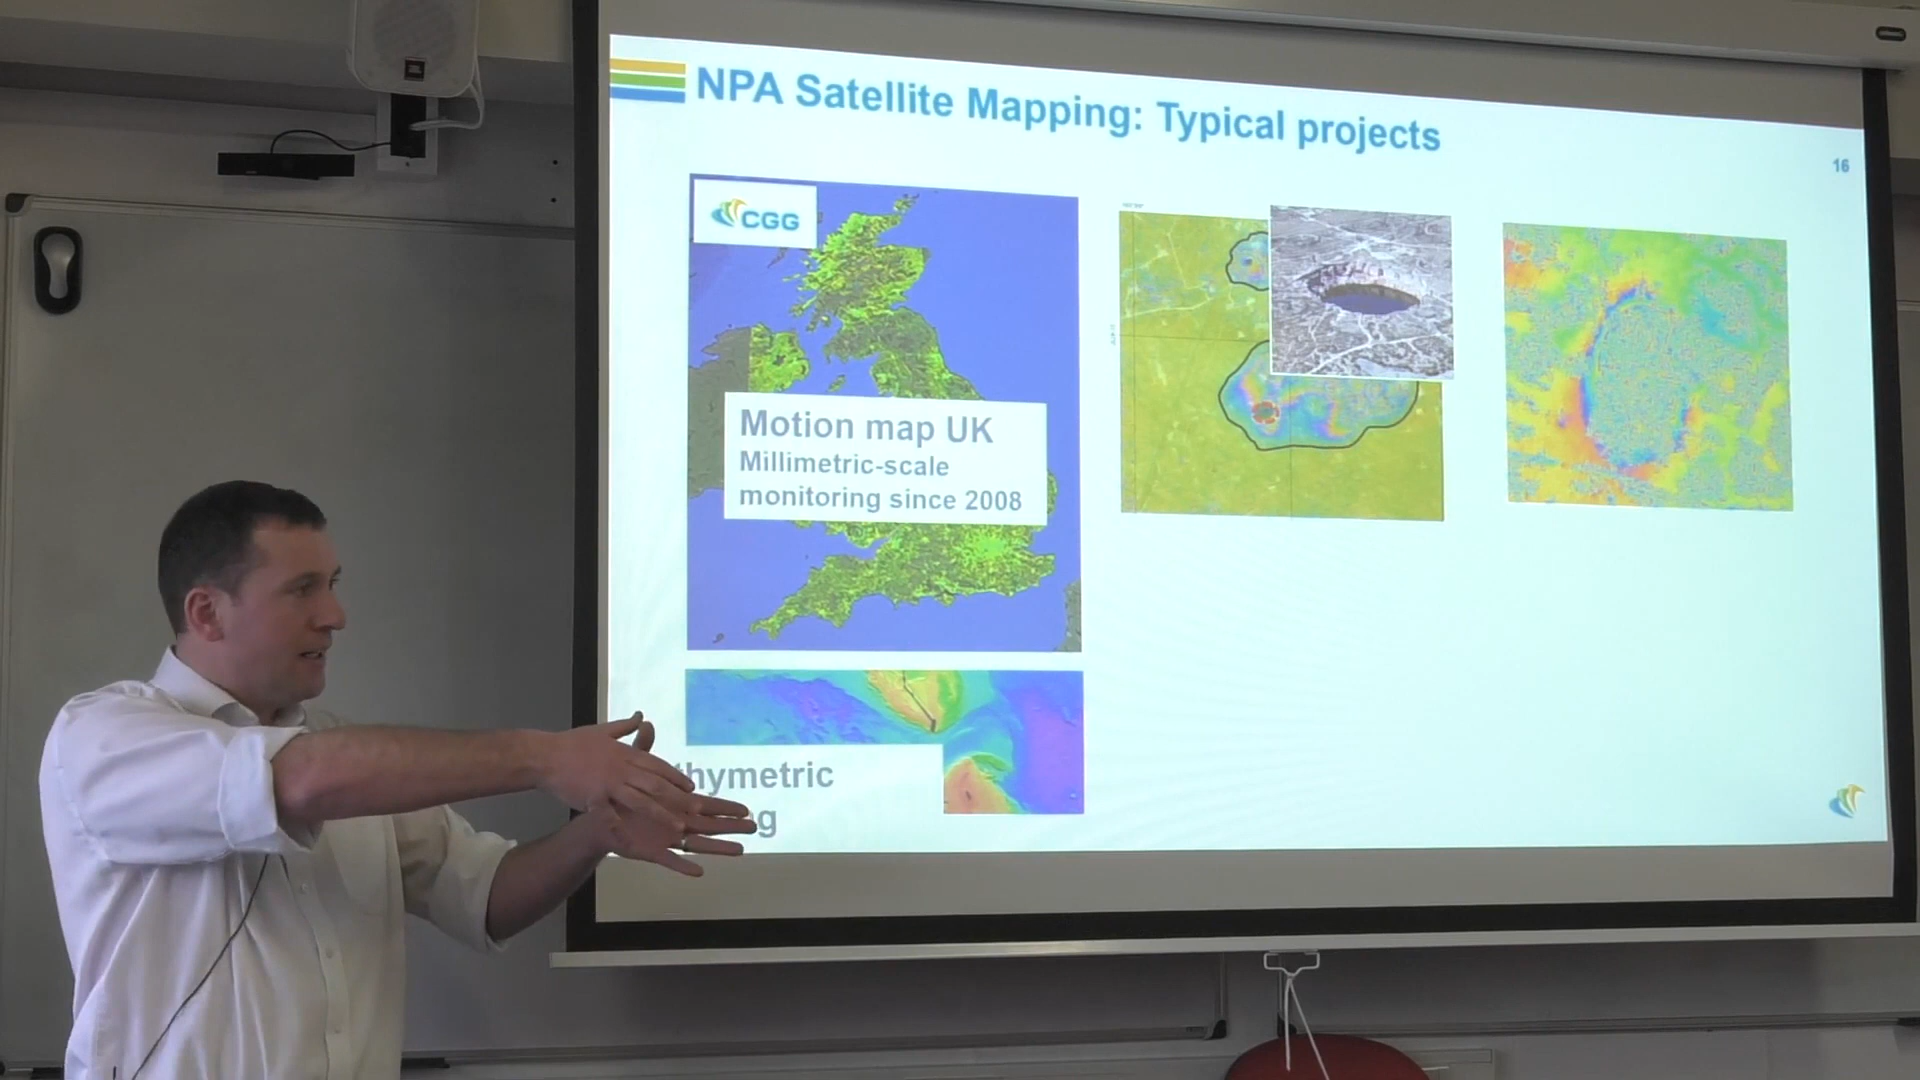 NPA Satellite Mapping: Typical projects
16
CGG
Motion map UK
Millimetric-scale
monitoring since 2008
thymetric
g